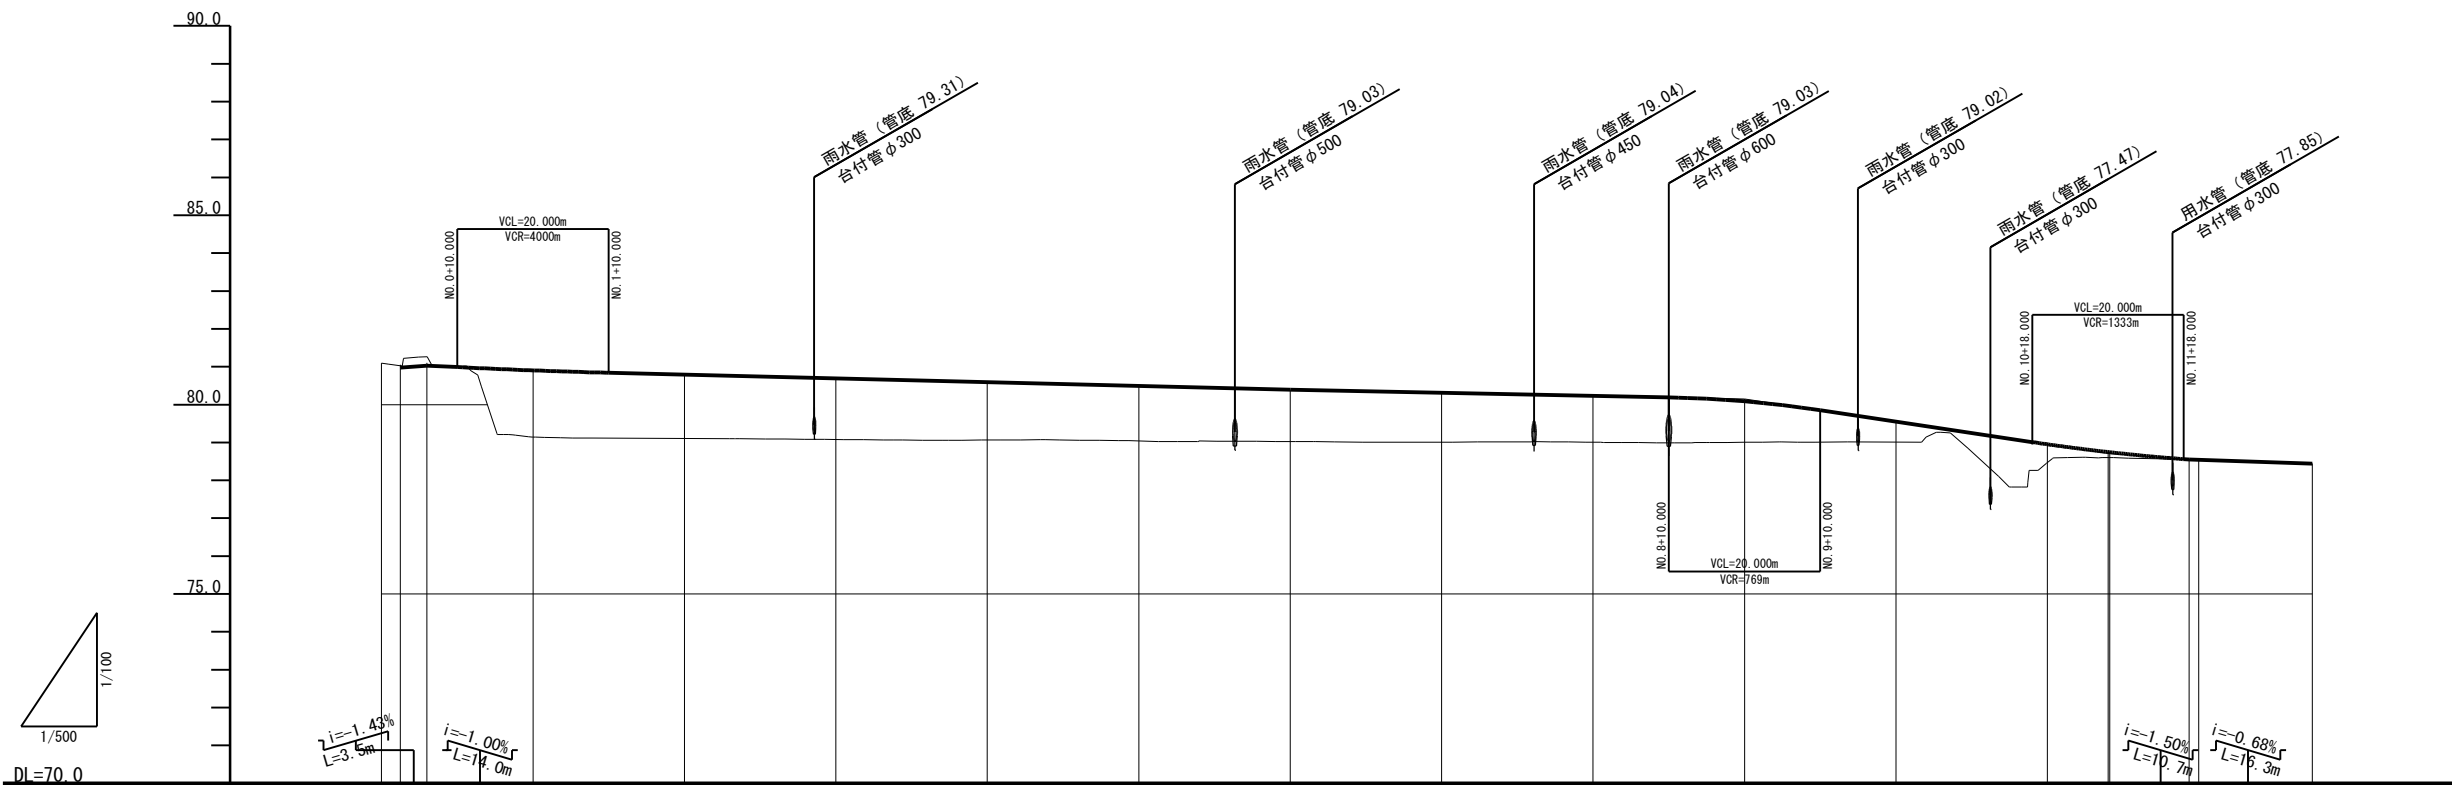 90.0
85.0
80.0
75.0
DL=70.0
1/100
1/500
雨水管（管底 79.31）
台付管φ300
雨水管（管底 79.03）
台付管φ500
雨水管（管底 79.04）
台付管φ450
雨水管（管底 79.03）
台付管φ600
雨水管（管底 79.02）
台付管φ300
雨水管（管底 77.47）
台付管φ300
用水管（管底 77.85）
台付管φ300
VCL=20.000m
VCR=4000m
NO.0+10.000
NO.1+10.000
VCL=20.000m
VCR=1333m
NO.10+18.000
NO.11+18.000
NO.8+10.000
NO.9+10.000
VCL=20.000m
VCR=769m
i=-1.43%
L=3.5m
i=-1.00%
L=14.0m
i=-1.50%
L=10.7m
i=-0.68%
L=16.3m